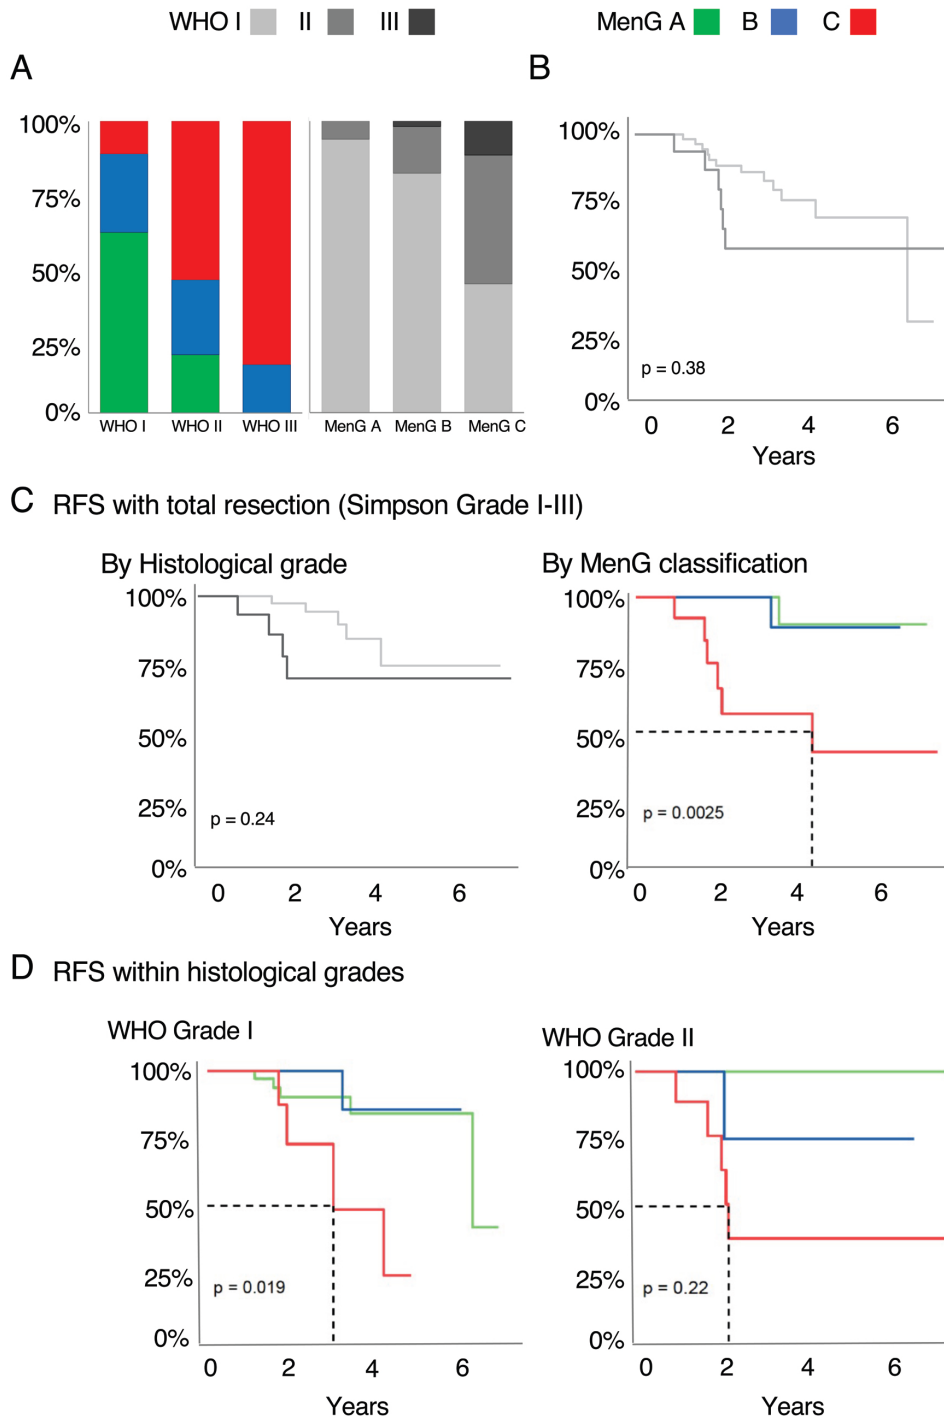 WHO I II III MenG A B C
A B
100%
75%
50%
25%
0%
WHO I WHO II WHO III MenG A MenG B MenG C
100%
75%
50%
25%
0%
p = 0.38
0 2 4 6
Years
C RFS with total resection (Simpson Grade I-III)
By Histological grade
100%
75%
50%
25%
0%
p = 0.24
0 2 4 6
Years
By MenG classification
100%
75%
50%
25%
0%
p = 0.0025
0 2 4 6
Years
D RFS within histological grades
WHO Grade I
100%
75%
50%
25%
0%
p = 0.019
0 2 4 6
Years
WHO Grade II
100%
75%
50%
25%
0%
p = 0.22
0 2 4 6
Years